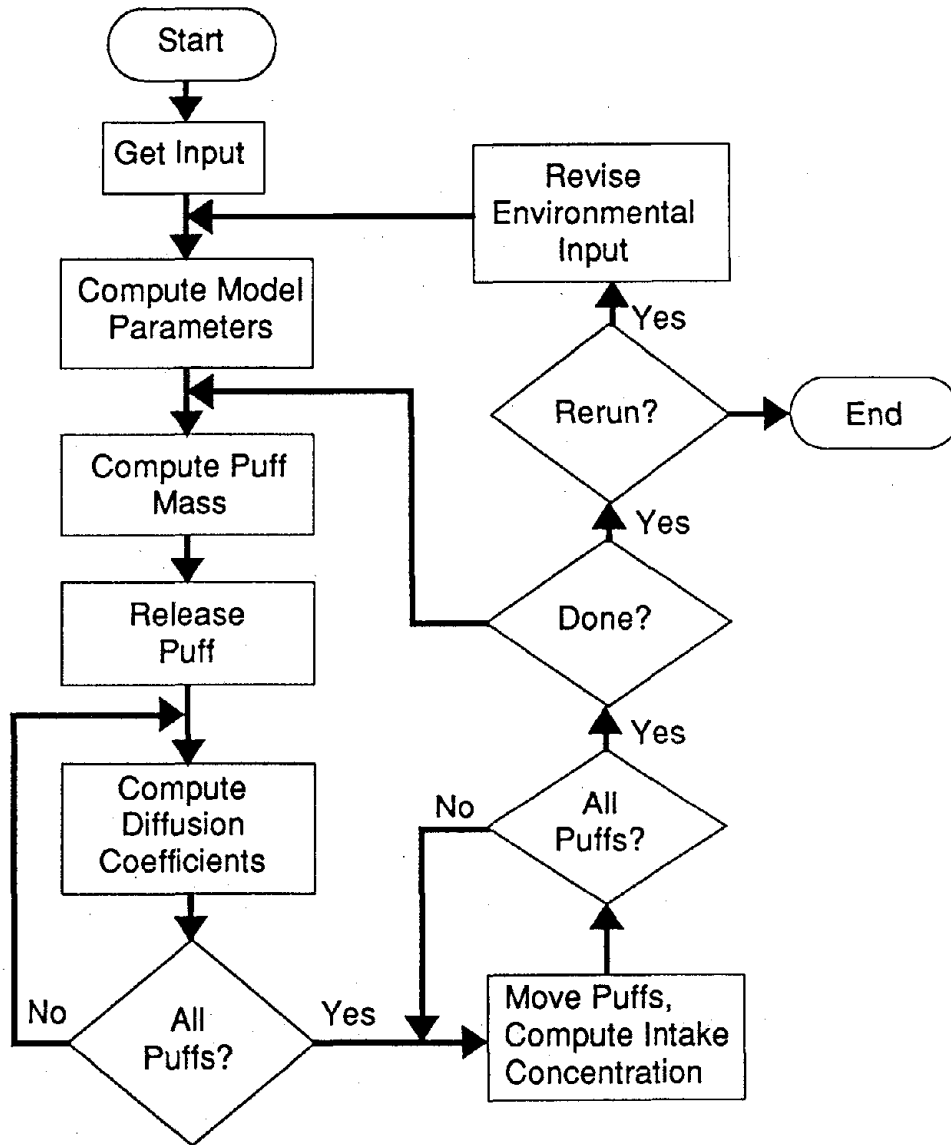 Start
Get Input
Compute Model
Parameters
Compute Puff
Mass
Release
Puff
Compute
Diffusion
Coefficients
No
All
Puffs?
Yes
Move Puffs,
Compute Intake
Concentration
No
All
Puffs?
Yes
Done?
Yes
Rerun?
End
Yes
Revise
Environmental
Input